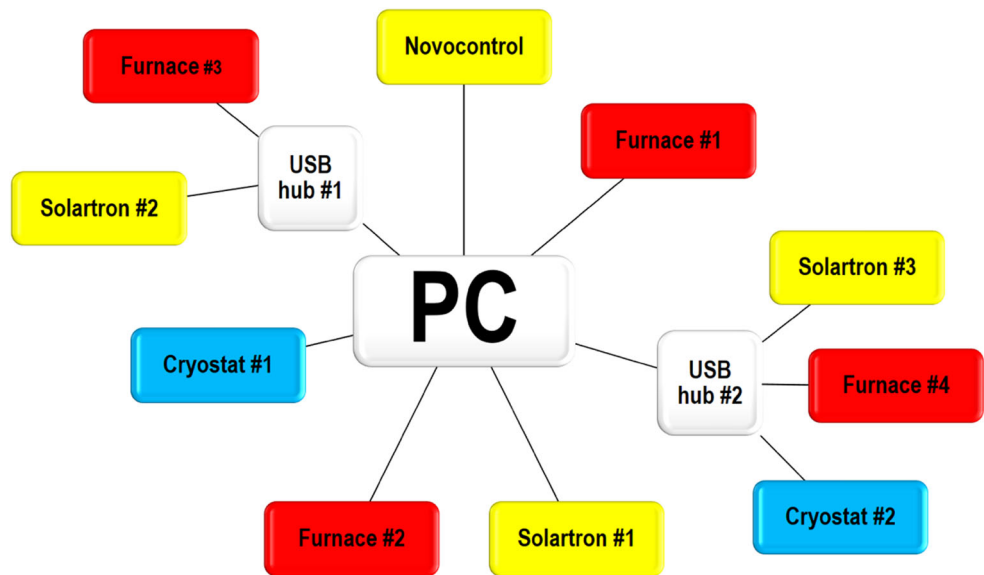 Novocontrol
Furnace #3
Furnace #1
USB
hub #1
Solartron #2
Solartron #3
PC
Cryostat #1
USB
hub #2
Furnace #4
Furnace #2
Solartron #1
Cryostat #2